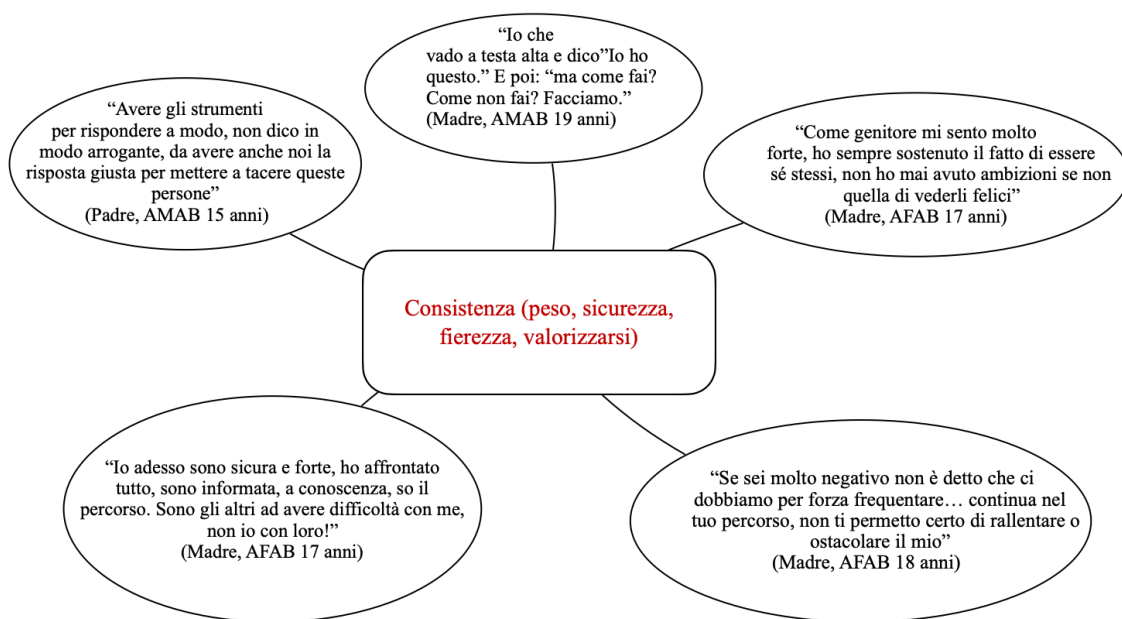 “Io che
vado a testa alta e dico”Io ho
questo.” E poi: “ma come fai?
Come non fai? Facciamo.”
(Madre, AMAB 19 anni)
“Avere gli strumenti
per rispondere a modo, non dico in
modo arrogante, da avere anche noi la
risposta giusta per mettere a tacere queste
persone”
(Padre, AMAB 15 anni)
“Come genitore mi sento molto
forte, ho sempre sostenuto il fatto di essere
sé stessi, non ho mai avuto ambizioni se non
quella di vederli felici”
(Madre, AFAB 17 anni)
Consistenza (peso, sicurezza,
fierezza, valorizzarsi)
“Io adesso sono sicura e forte, ho affrontato
tutto, sono informata, a conoscenza, so il
percorso. Sono gli altri ad avere difficoltà con me,
non io con loro!”
(Madre, AFAB 17 anni)
“Se sei molto negativo non è detto che ci
dobbiamo per forza frequentare… continua nel
tuo percorso, non ti permetto certo di rallentare o
ostacolare il mio”
(Madre, AFAB 18 anni)